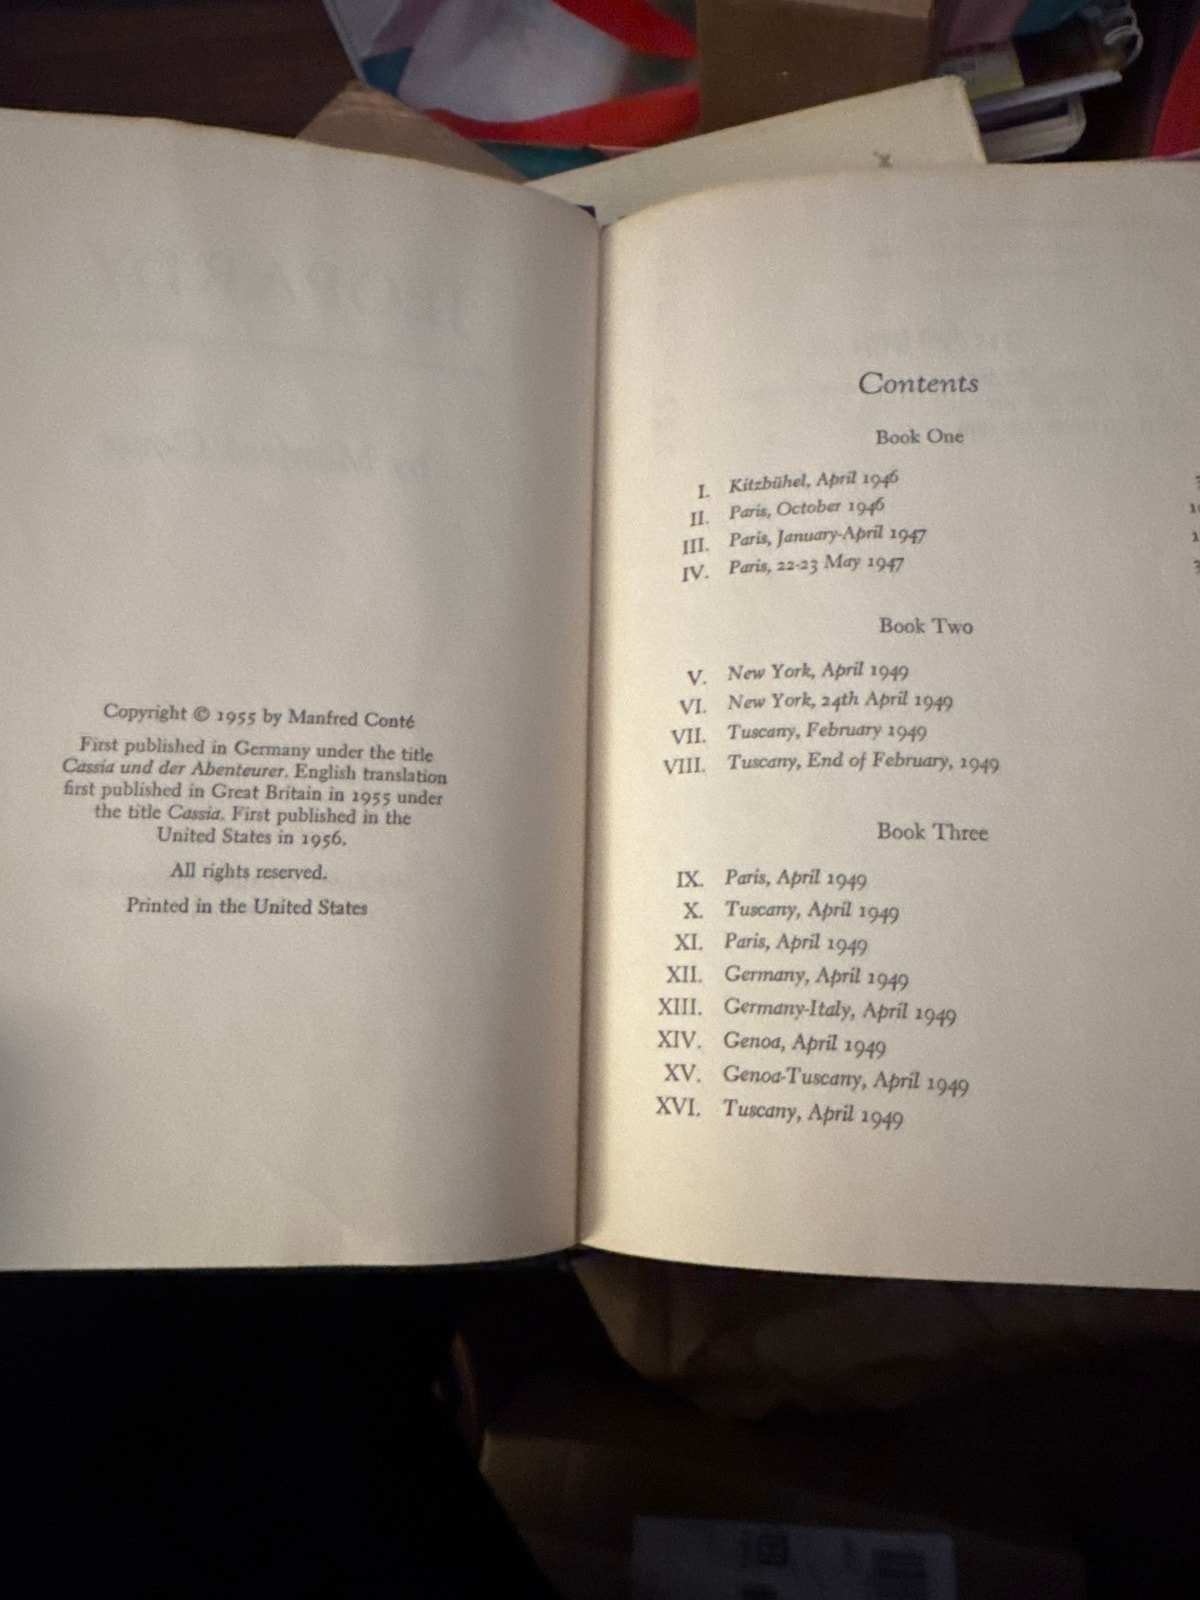 Copyright © 1955 by Manfred Conté
First published in Germany under the title
Cassia und der Abenteurer. English translation
first published in Great Britain in 1955 under
the title Cassia. First published in the
United States in 1956.
All rights reserved.
Printed in the United States
Contents
Book One
I. Kitzbühel, April 1946
II. Paris, October 1946
III. Paris, January-April 1947
IV. Paris, 22-23 May 1947
Book Two
V. New York, April 1949
VI. New York, 24th April 1949
VII. Tuscany, February 1949
VIII. Tuscany, End of February, 1949
Book Three
IX. Paris, April 1949
X. Tuscany, April 1949
XI. Paris, April 1949
XII. Germany, April 1949
XIII. Germany-Italy, April 1949
XIV. Genoa, April 1949
XV. Genoa-Tuscany, April 1949
XVI. Tuscany, April 1949